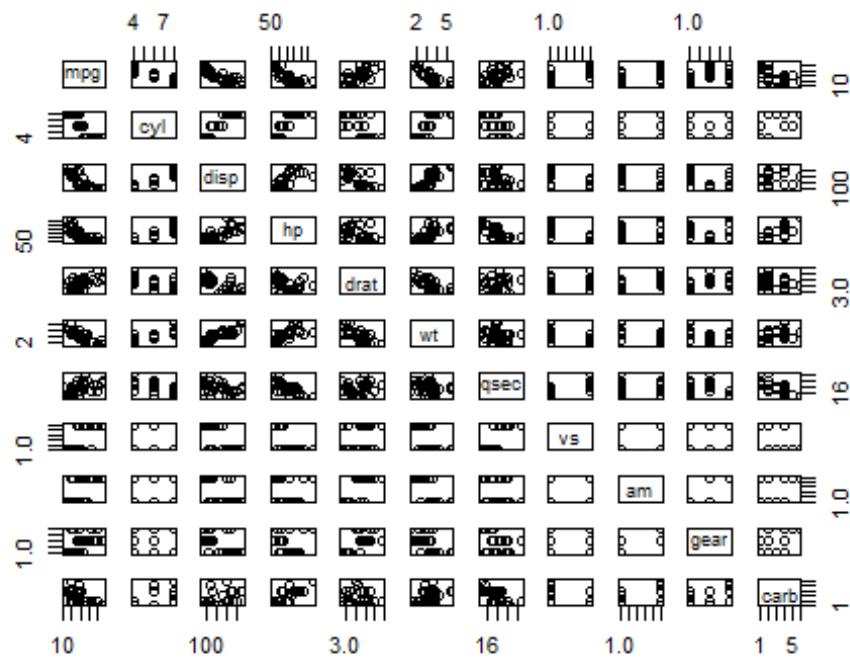 4 7 50 2 5 1.0 1.0
mpg 10
4 cyl
disp 100
50 hp
drat 3.0
2 wt
qsec 16
1.0 vs
am 1.0
1.0 gear
carb 1
10 100 3.0 16 1.0 1 5